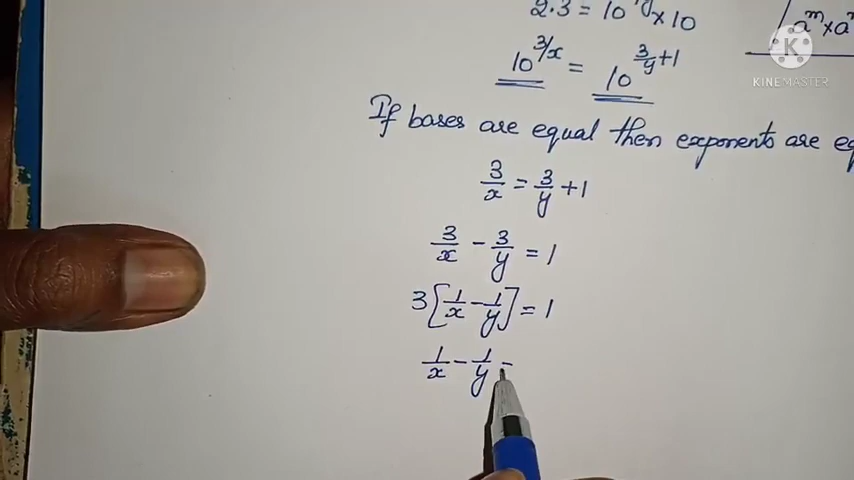 2.3 = 10^{3/y} × 10
a^m × a^n
K
KINEMASTER
10^{3/x} = 10^{3/y + 1}
If bases are equal then exponents are
3/x = 3/y + 1
3/x - 3/y = 1
3[1/x - 1/y] = 1
1/x - 1/y =